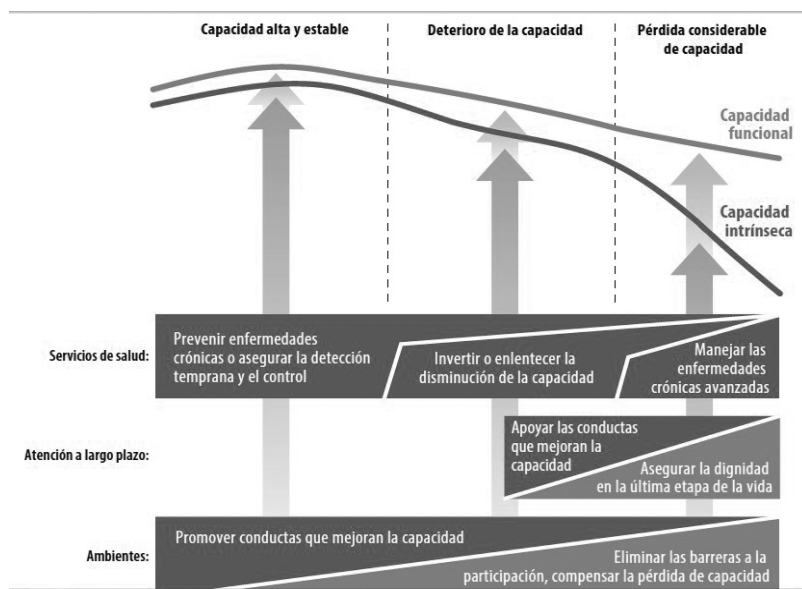 Capacidad alta y estable
Deterioro de la capacidad
Pérdida considerable
de capacidad
Capacidad
funcional
Capacidad
intrínseca
Servicios de salud:
Prevenir enfermedades
crónicas o asegurar la detección
temprana y el control
Invertir o enlentecer la
disminución de la capacidad
Manejar las
enfermedades
crónicas avanzadas
Atención a largo plazo:
Apoyar las conductas
que mejoran la
capacidad
Asegurar la dignidad
en la última etapa de la vida
Ambientes:
Promover conductas que mejoran la capacidad
Eliminar las barreras a la
participación, compensar la pérdida de capacidad